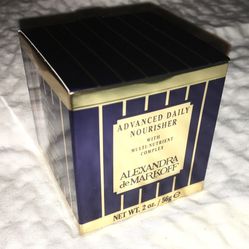 ADVANCED DAILY
NOURISHER
WITH
MULTI-NUTRIENT
COMPLEX
ALEXANDRA
de MARKOFF
NET WT. 2 oz. / 56g ℮